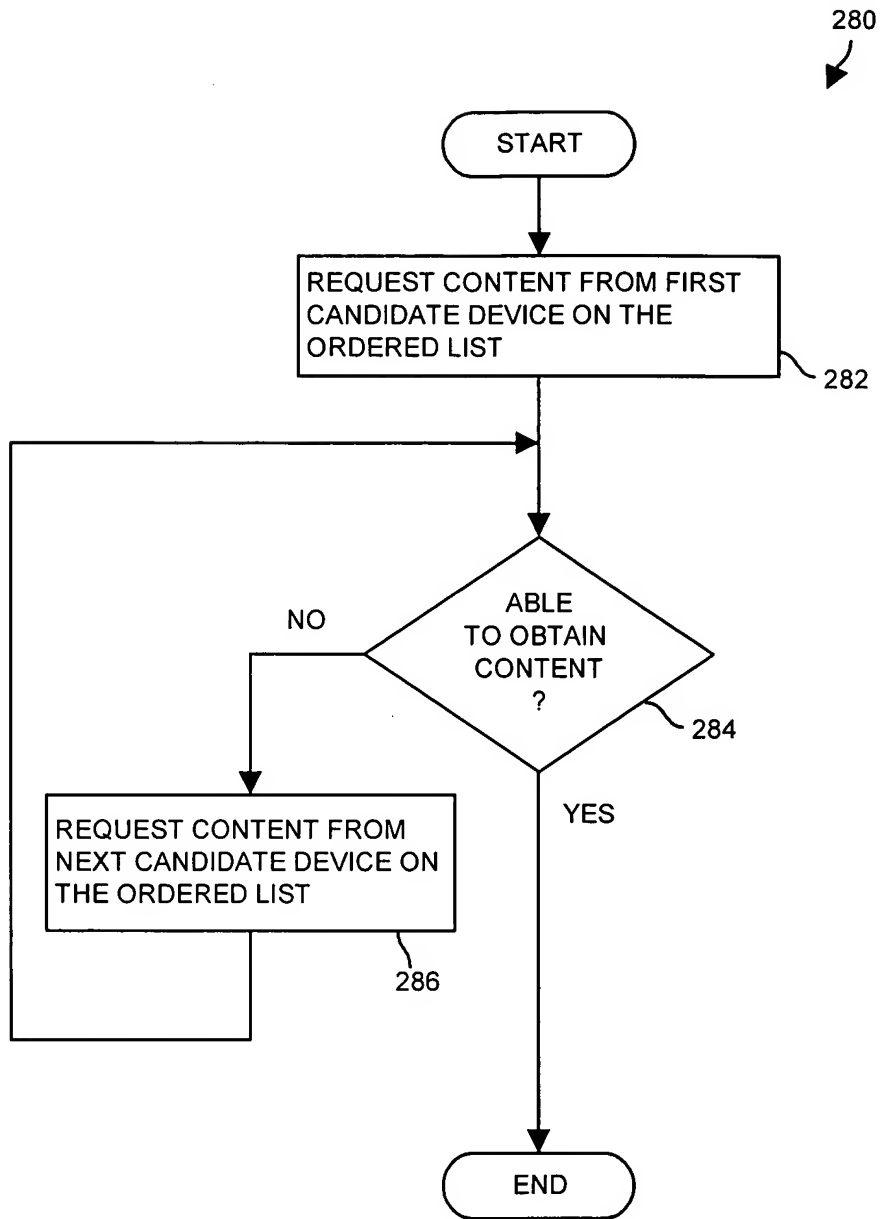 280
START
REQUEST CONTENT FROM FIRST
CANDIDATE DEVICE ON THE
ORDERED LIST
282
ABLE
TO OBTAIN
CONTENT
?
NO
284
YES
REQUEST CONTENT FROM
NEXT CANDIDATE DEVICE ON
THE ORDERED LIST
286
END